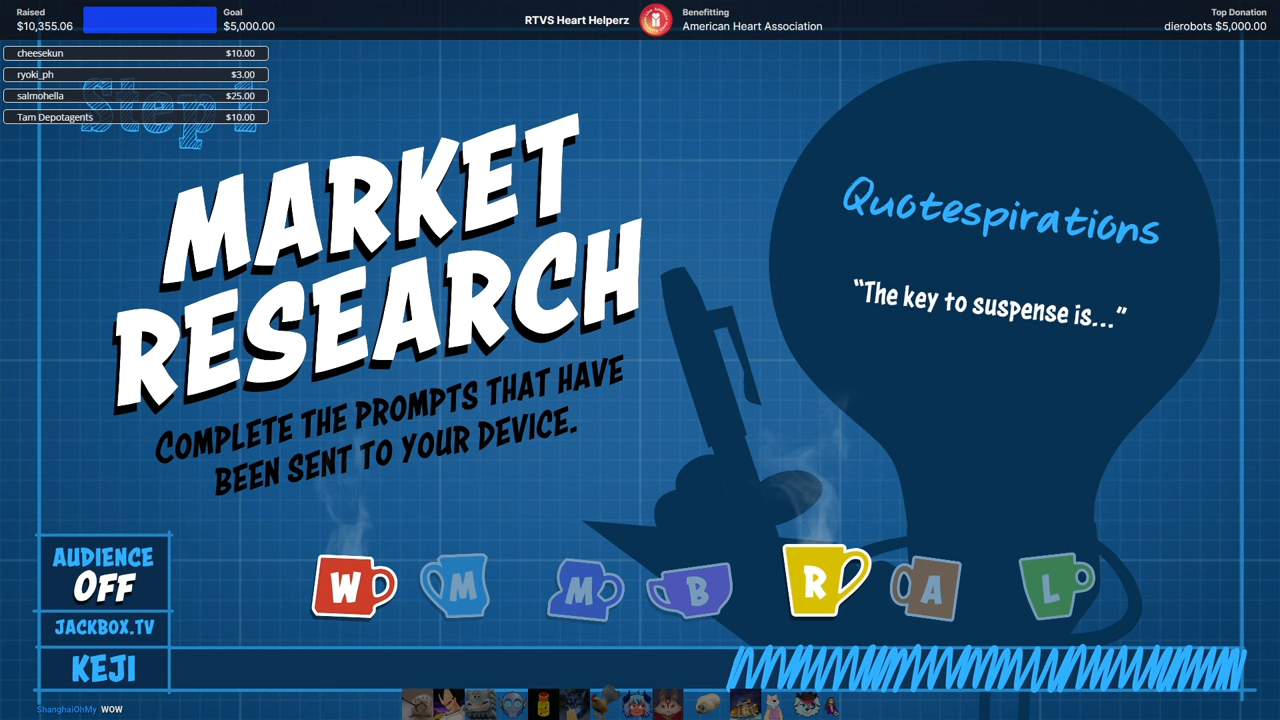 Raised
$10,355.06
Goal
$5,000.00
RTVS Heart Helperz
Benefitting
American Heart Association
Top Donation
dierobots $5,000.00
cheesekun $10.00
ryoki_ph $3.00
salmohella $25.00
Tam Depotagents $10.00
Step 1
MARKET
RESEARCH
COMPLETE THE PROMPTS THAT HAVE
BEEN SENT TO YOUR DEVICE.
Quotespirations
“The key to suspense is...”
AUDIENCE
OFF
JACKBOX.TV
KEJI
W M M B R A L
ShanghaiOhMy WOW